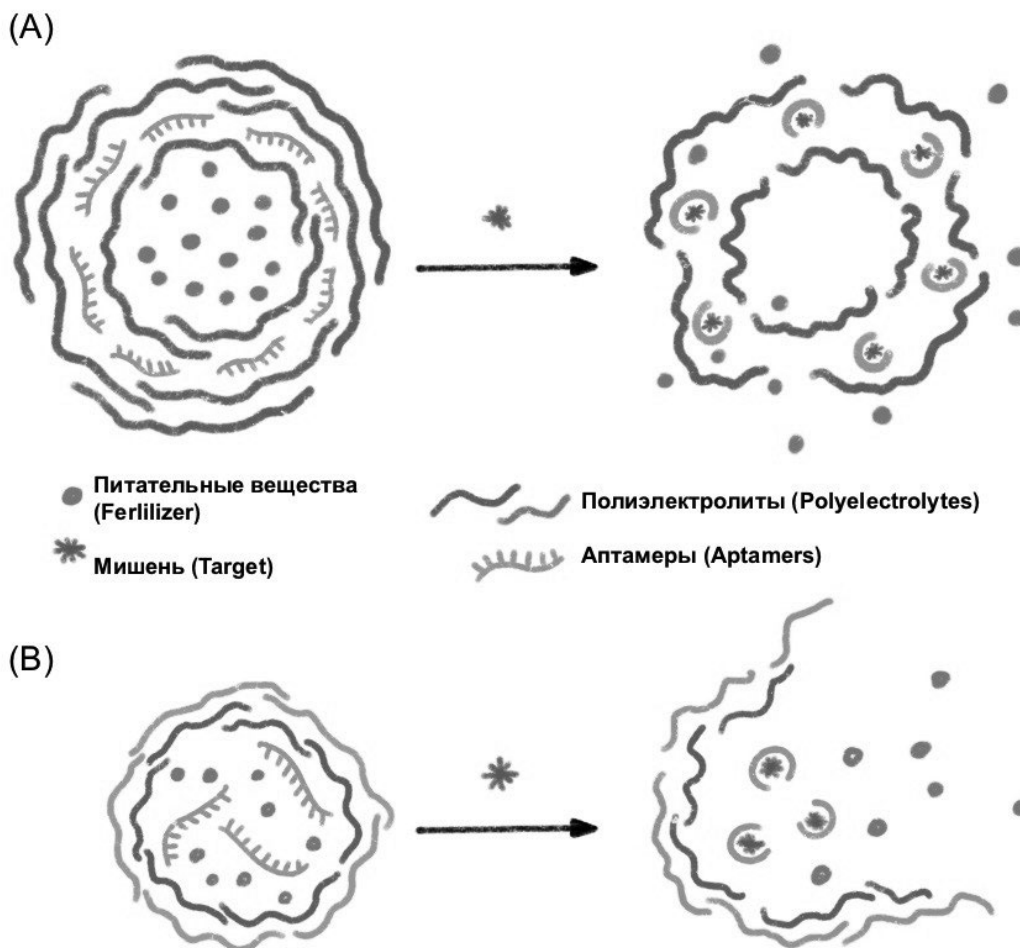 (A)
Питательные вещества
(Ferlilizer)
Полиэлектролиты (Polyelectrolytes)
Мишень (Target)
Аптамеры (Aptamers)
(B)